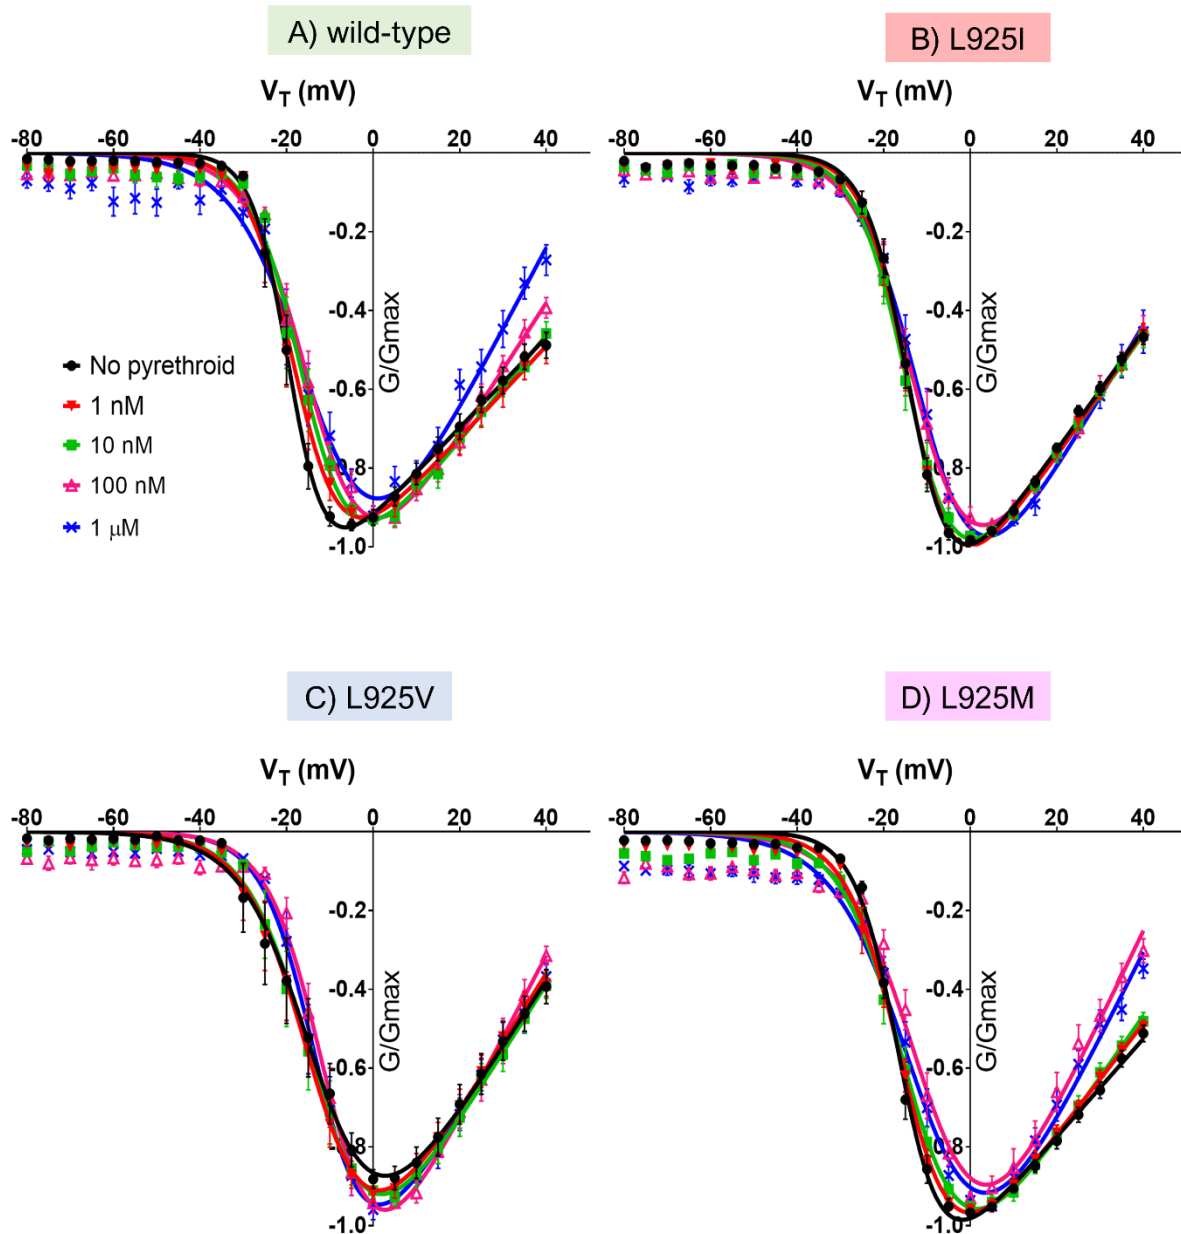 A) wild-type
V_T (mV)
-80 -60 -40 -20 0 20 40
-0.2
-0.4
-0.6
-0.8
-1.0
G/Gmax
No pyrethroid
1 nM
10 nM
100 nM
1 μM
B) L925I
V_T (mV)
-80 -60 -40 -20 0 20 40
-0.2
-0.4
-0.6
-0.8
-1.0
G/Gmax
C) L925V
V_T (mV)
-80 -60 -40 -20 0 20 40
-0.2
-0.4
-0.6
-0.8
-1.0
G/Gmax
D) L925M
V_T (mV)
-80 -60 -40 -20 0 20 40
-0.2
-0.4
-0.6
-0.8
-1.0
G/Gmax